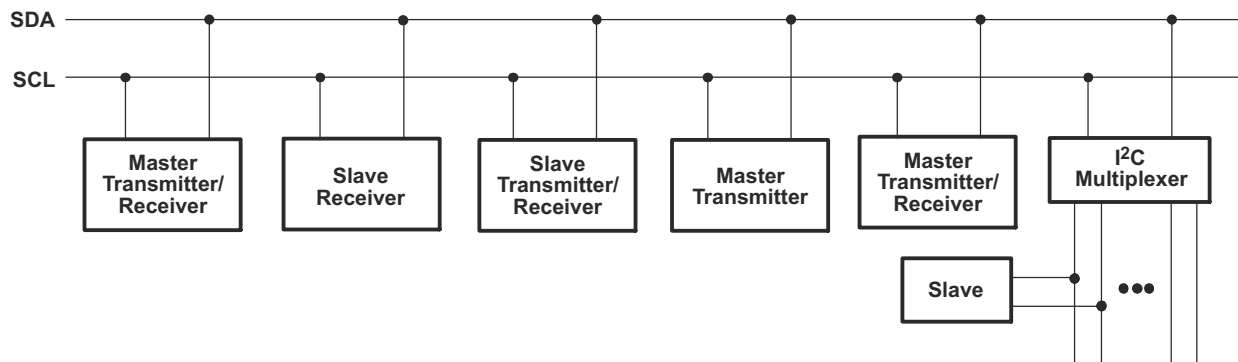 SDA
SCL
Master
Transmitter/
Receiver
Slave
Receiver
Slave
Transmitter/
Receiver
Master
Transmitter
Master
Transmitter/
Receiver
I²C
Multiplexer
Slave